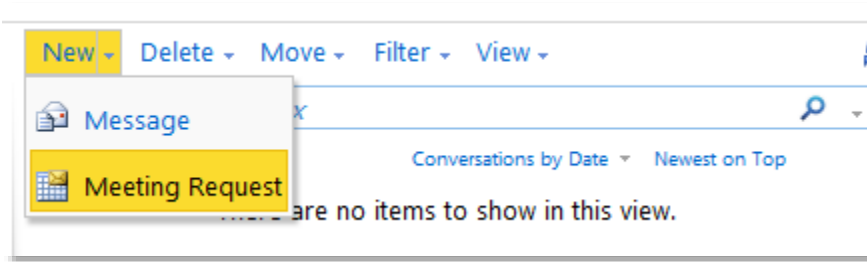 New Delete Move Filter View
Message
x
Conversations by Date Newest on Top
Meeting Request
are no items to show in this view.